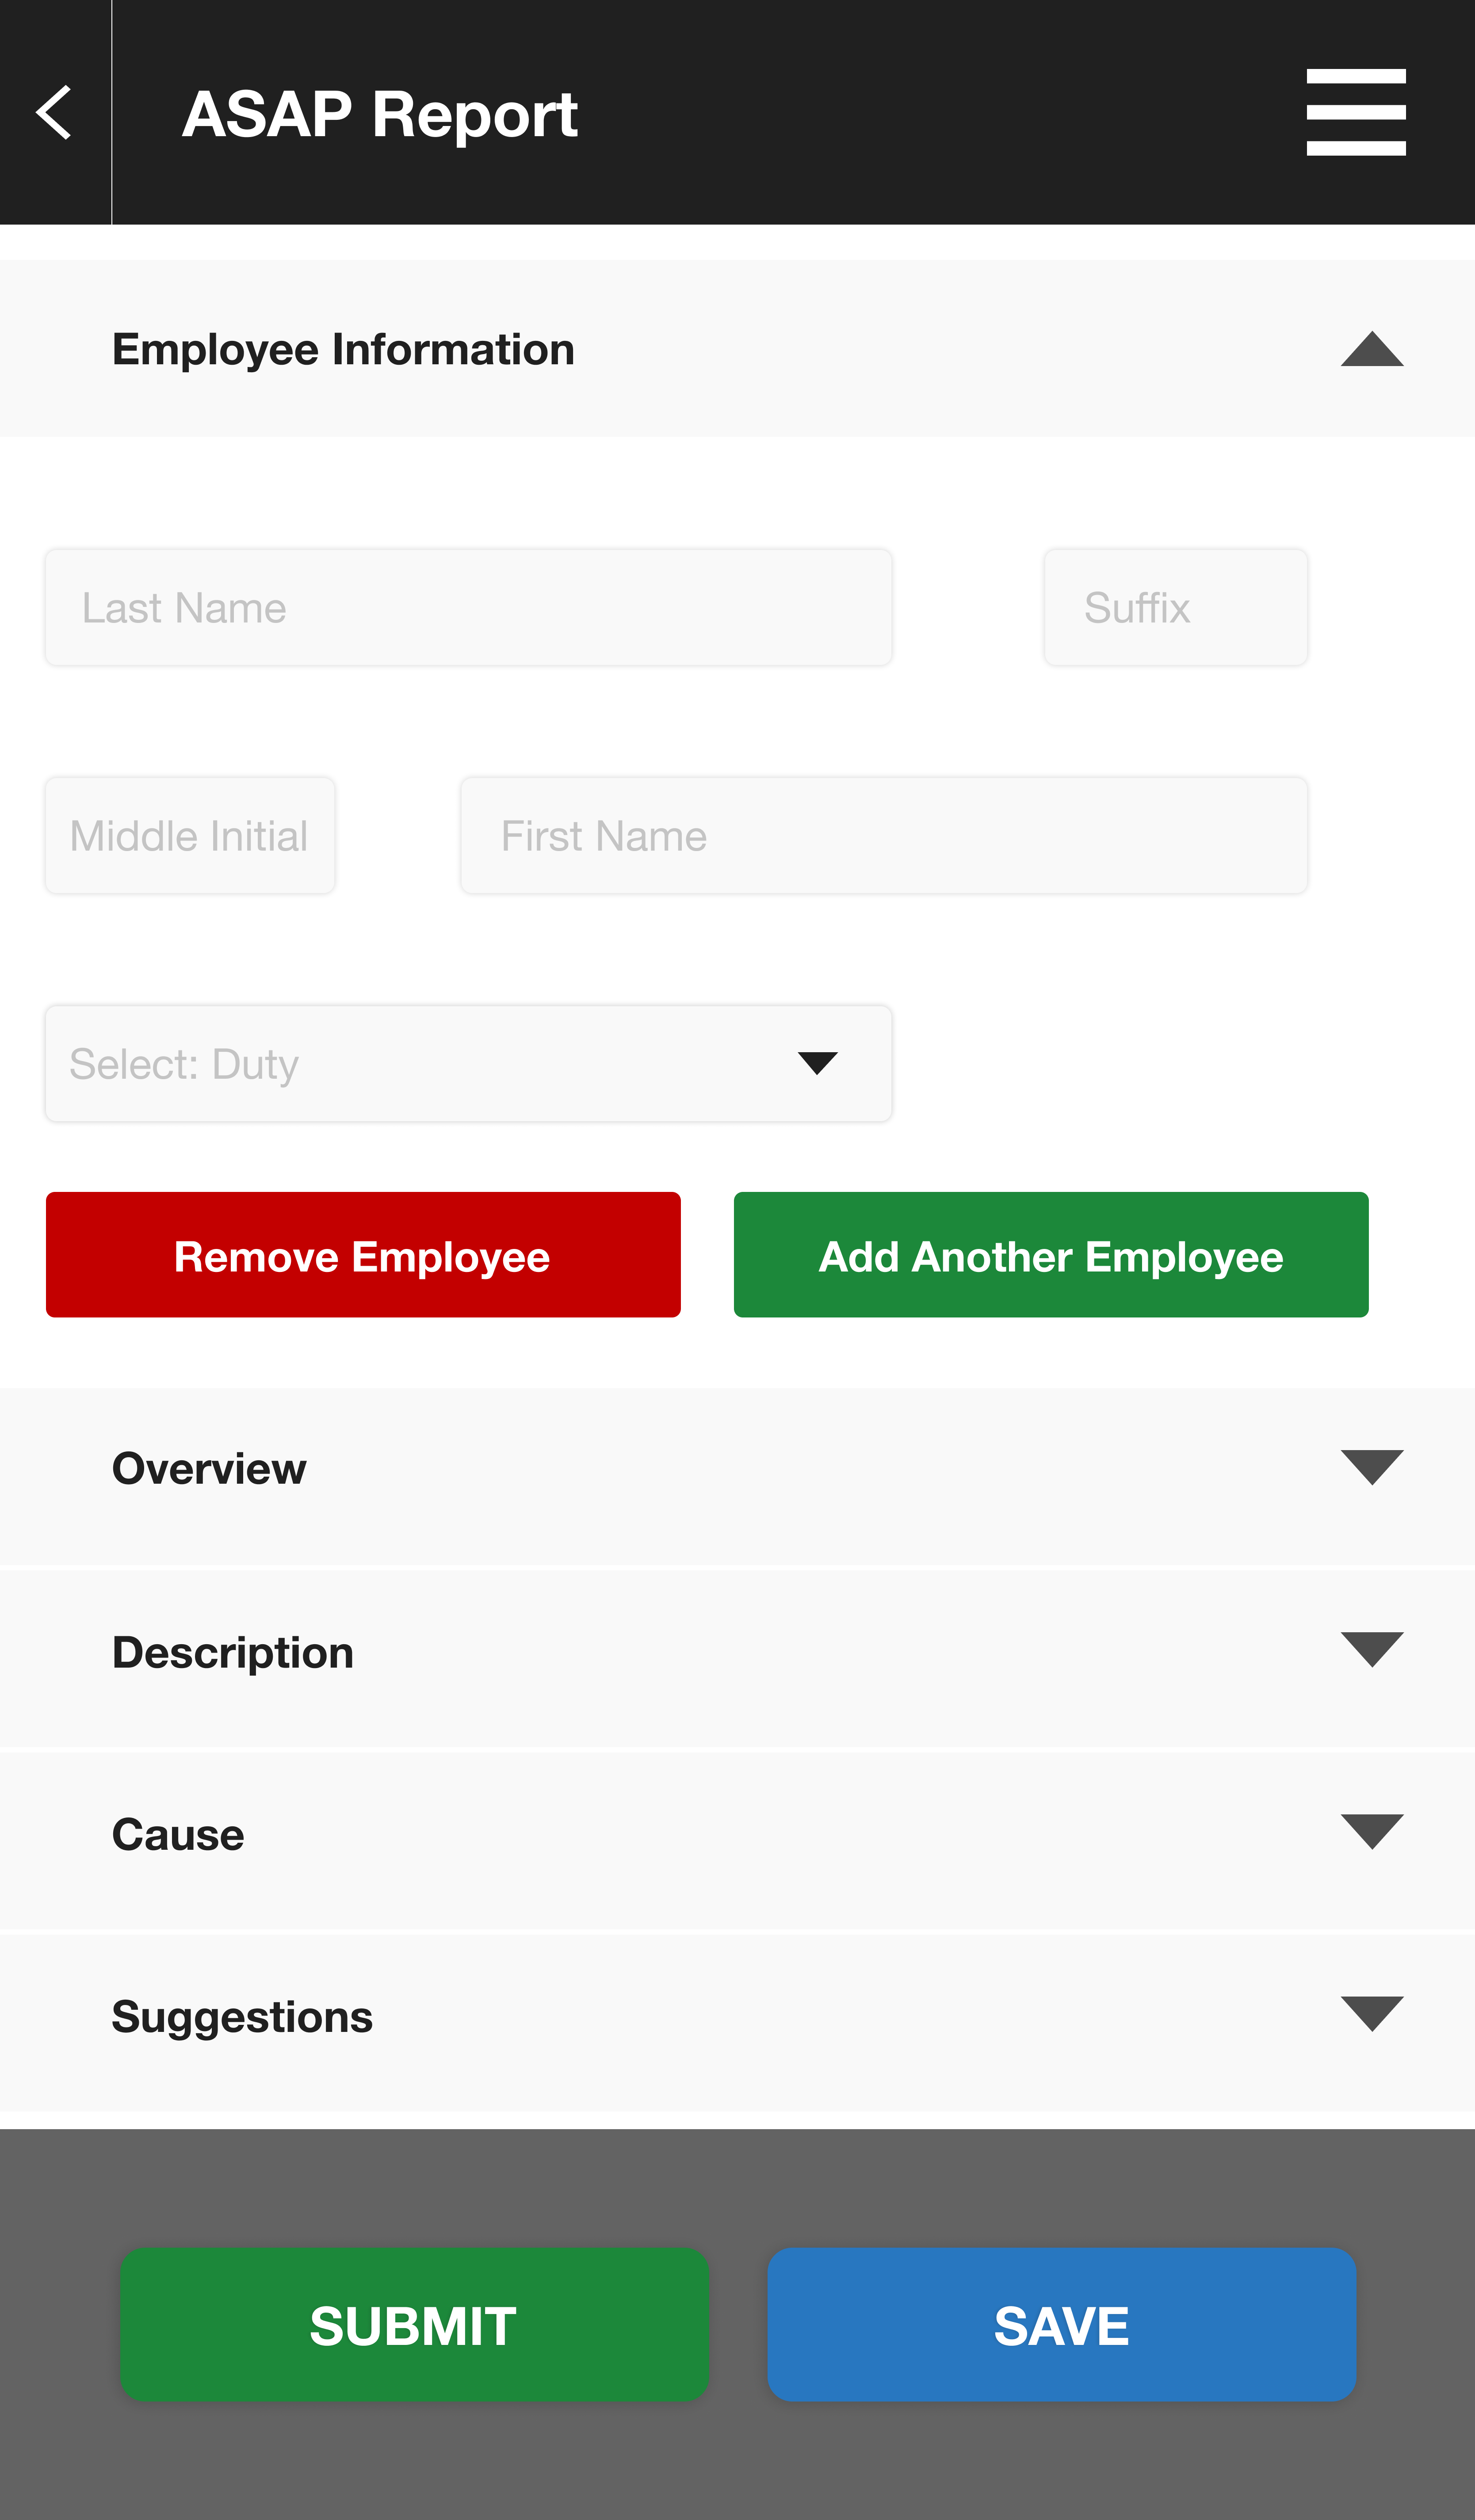 ASAP Report
Employee Information
Last Name
Suffix
Middle Initial
First Name
Select: Duty
Remove Employee
Add Another Employee
Overview
Description
Cause
Suggestions
SUBMIT
SAVE